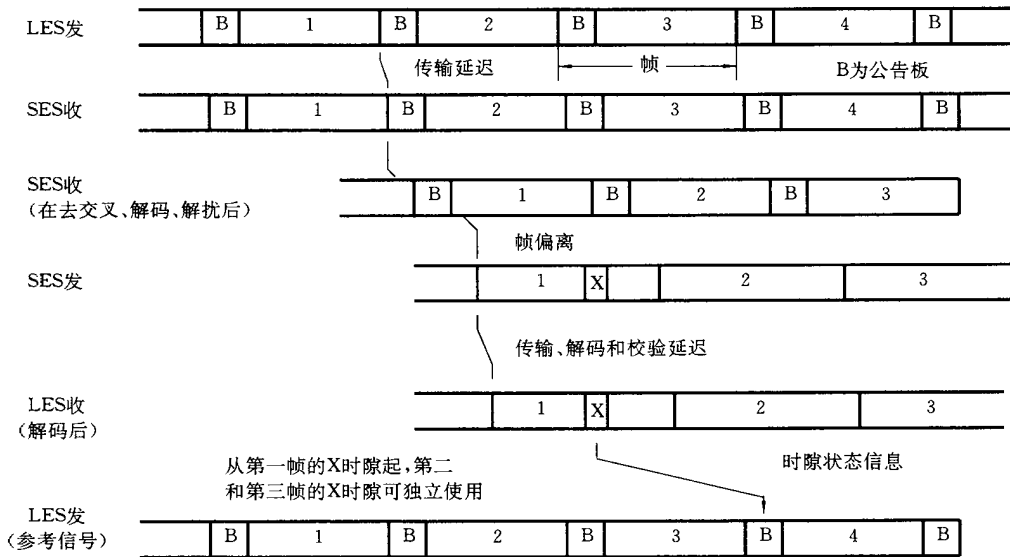 LES发 B 1 B 2 B 3 B 4 B
传输延迟 帧 B为公告板
SES收 B 1 B 2 B 3 B 4 B
SES收 B 1 B 2 B 3
(在去交叉、解码、解扰后)
帧偏离
SES发 1 X 2 3
传输、解码和校验延迟
LES收 1 X 2 3
(解码后)
从第一帧的X时隙起,第二 时隙状态信息
和第三帧的X时隙可独立使用
LES发 B 1 B 2 B 3 B 4 B
(参考信号)